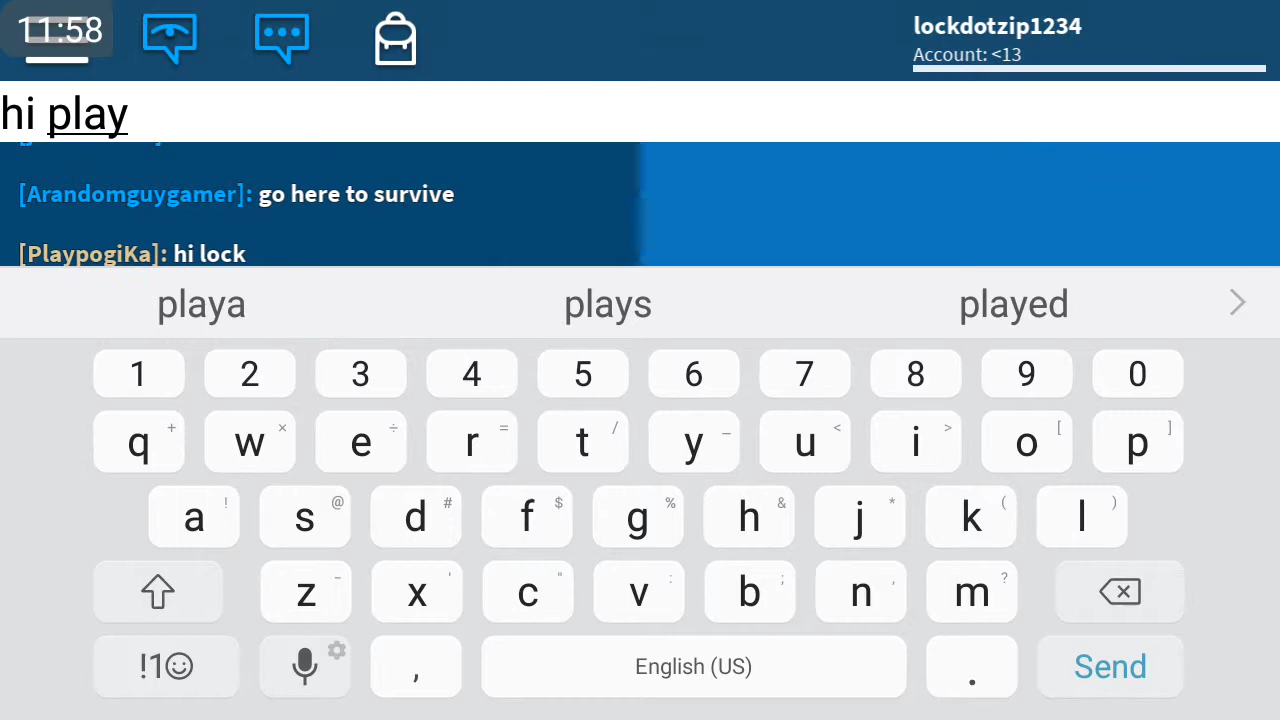 11:58
lockdotzip1234
Account: <13
hi play
[Arandomguygamer]: go here to survive
[PlaypogiKa]: hi lock
playa plays played
1 2 3 4 5 6 7 8 9 0
q + w × e ÷ r = t / y _ u < i > o [ p ]
a ! s @ d # f $ g % h & j * k ( l )
z - x ' c " v : b ; n , m ?
!1☺ , English (US) . Send